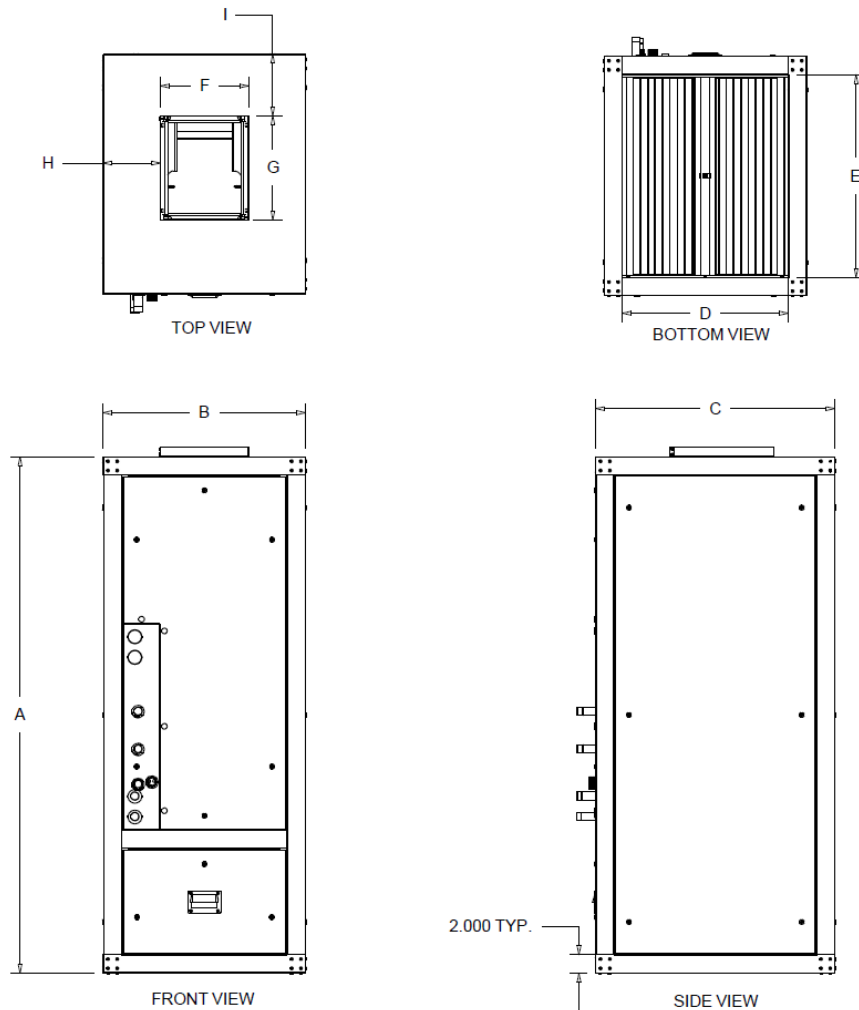 I
F
H
G
E
TOP VIEW
D
BOTTOM VIEW
B
C
A
2.000 TYP.
FRONT VIEW
SIDE VIEW